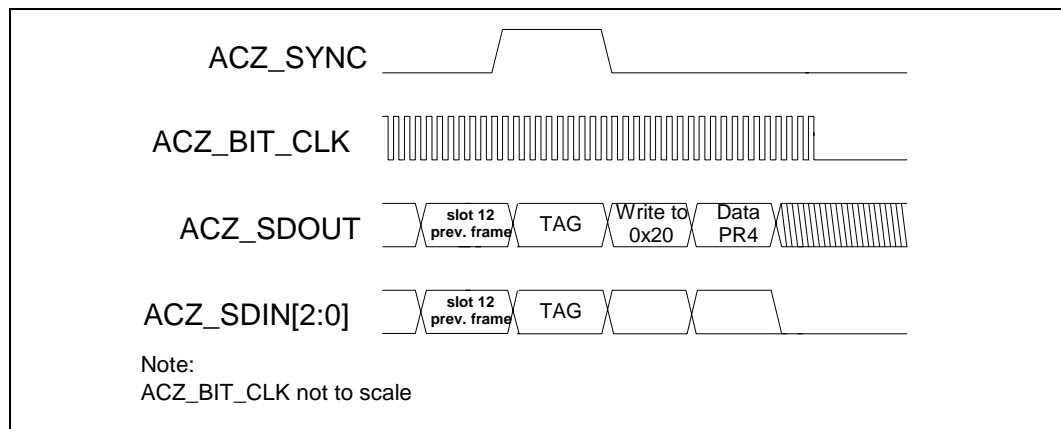 ACZ_SYNC
ACZ_BIT_CLK
ACZ_SDOUT
slot 12
prev. frame
TAG
Write to
0x20
Data
PR4
ACZ_SDIN[2:0]
slot 12
prev. frame
TAG
Note:
ACZ_BIT_CLK not to scale